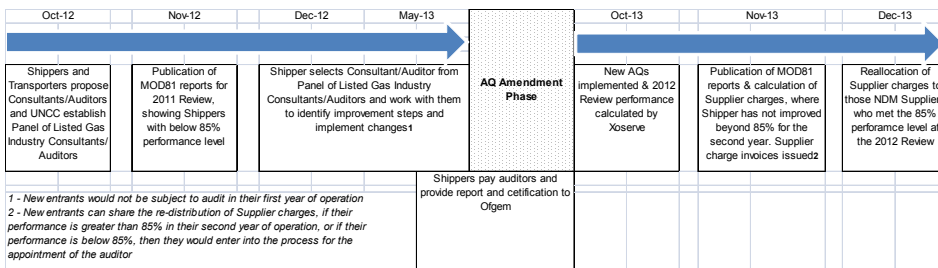 Oct-12
Nov-12
Dec-12
May-13
Oct-13
Nov-13
Dec-13
Shippers and
Transporters propose
Consultants/Auditors
and UNCC establish
Panel of Listed Gas
Industry Consultants/
Auditors
Publication of
MOD81 reports for
2011 Review,
showing Shippers
with below 85%
performance level
Shipper selects Consultant/Auditor from
Panel of Listed Gas Industry
Consultants/Auditors and work with them
to identify improvement steps and
implement changes1
AQ Amendment
Phase
New AQs
implemented & 2012
Review performance
calculated by
Xoserve
Publication of MOD81
reports & calculation of
Supplier charges, where
Shipper has not improved
beyond 85% for the
second year. Supplier
charge invoices issued2
Reallocation of
Supplier charges to
those NDM Supplier
who met the 85%
perforamce level at
the 2012 Review
Shippers pay auditors and
provide report and cetification to
Ofgem
1 - New entrants would not be subject to audit in their first year of operation
2 - New entrants can share the re-distribution of Supplier charges, if their
performance is greater than 85% in their second year of operation, or if their
performance is below 85%, then they would enter into the process for the
appointment of the auditor